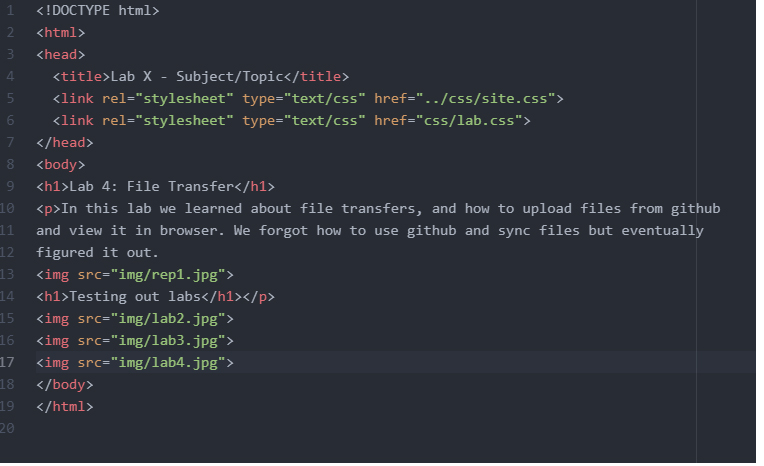 1 <!DOCTYPE html>
2 <html>
3 <head>
4 <title>Lab X - Subject/Topic</title>
5 <link rel="stylesheet" type="text/css" href="../css/site.css">
6 <link rel="stylesheet" type="text/css" href="css/lab.css">
7 </head>
8 <body>
9 <h1>Lab 4: File Transfer</h1>
10 <p>In this lab we learned about file transfers, and how to upload files from github
11 and view it in browser. We forgot how to use github and sync files but eventually
12 figured it out.
13 <img src="img/rep1.jpg">
14 <h1>Testing out labs</h1></p>
15 <img src="img/lab2.jpg">
16 <img src="img/lab3.jpg">
17 <img src="img/lab4.jpg">
18 </body>
19 </html>
20